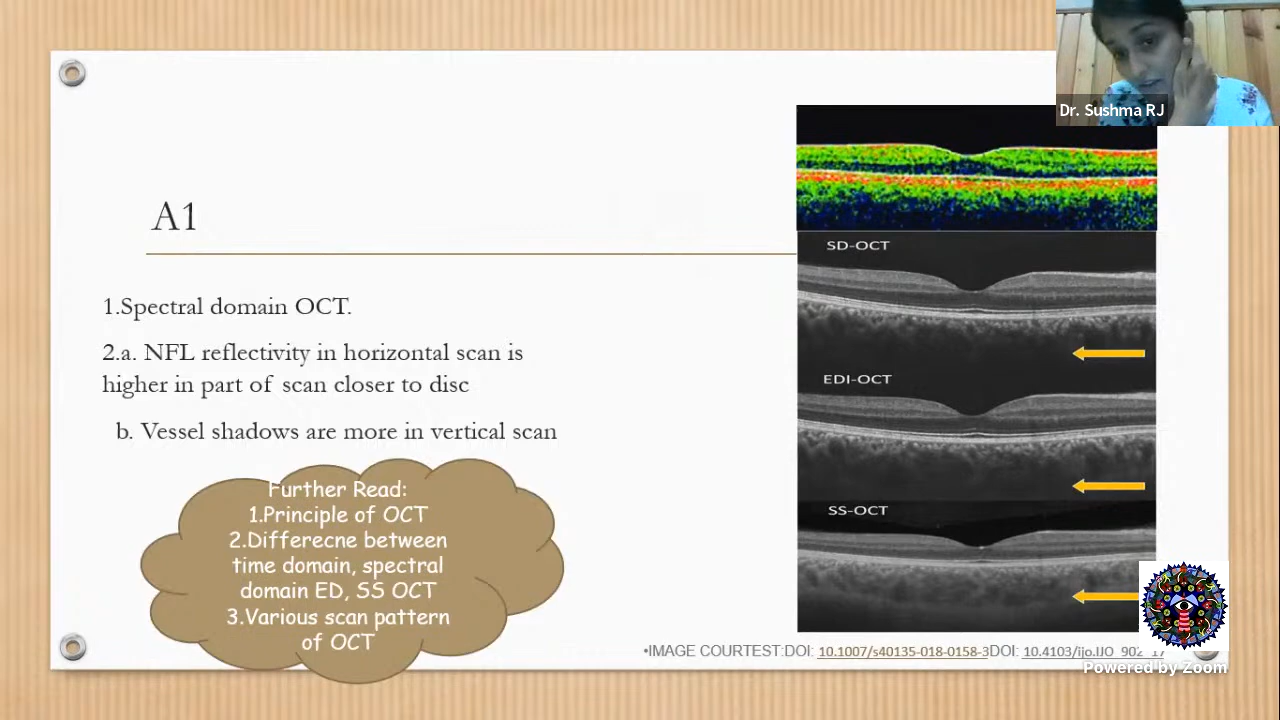 Dr. Sushma RJ
A1
1.Spectral domain OCT.
2.a. NFL reflectivity in horizontal scan is
higher in part of scan closer to disc
b. Vessel shadows are more in vertical scan
Further Read:
1.Principle of OCT
2.Differecne between
time domain, spectral
domain ED, SS OCT
3.Various scan pattern
of OCT
SD-OCT
EDI-OCT
SS-OCT
•IMAGE COURTEST:DOI: 10.1007/s40135-018-0158-3DOI: 10.4103/ijo.IJO_902_17
Powered by Zoom